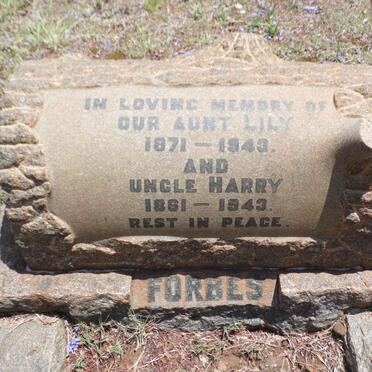 IN LOVING MEMORY OF
OUR AUNT LILY
1871 – 1943.
AND
UNCLE HARRY
1861 – 1943.
REST IN PEACE.
FORBES